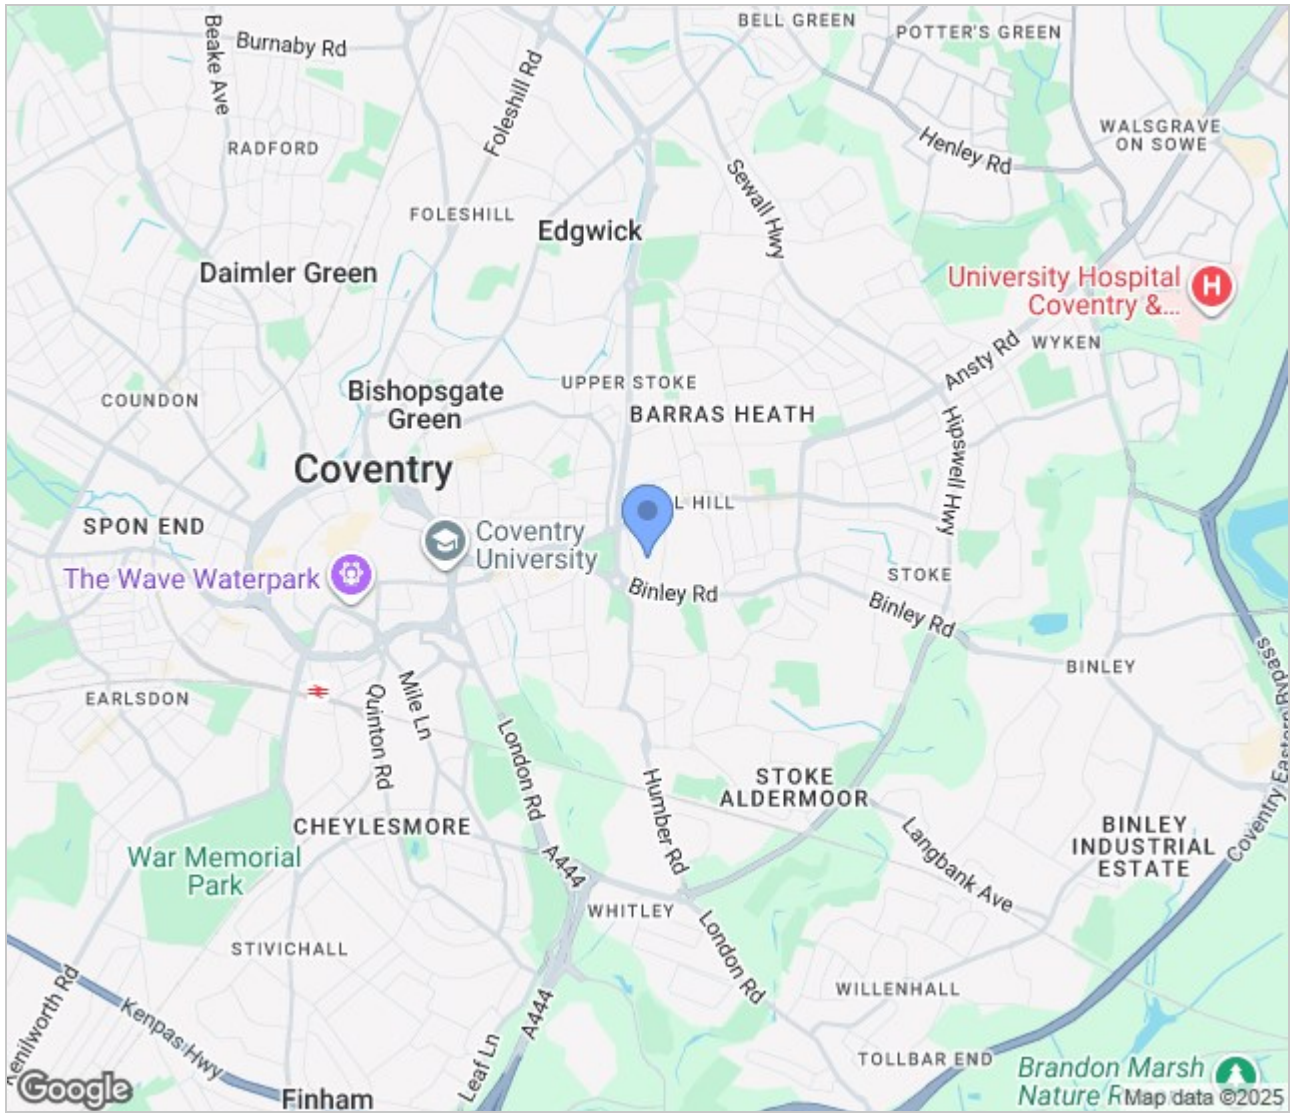 BELL GREEN
POTTER'S GREEN
Burnaby Rd
Beake Ave
Foleshill Rd
WALSGRAVE
ON SOWE
Henley Rd
RADFORD
Sewall Hwy
FOLESHILL
Edgwick
Daimler Green
University Hospital
Coventry &...
H
WYKEN
Ansty Rd
UPPER STOKE
Bishopsgate
Green
COUNDON
BARRAS HEATH
Hipswell Hwy
Coventry
L HILL
SPON END
Coventry
University
The Wave Waterpark
STOKE
Binley Rd
Binley Rd
BINLEY
Coventry Eastern Bypass
EARLSDON
Mile Ln
Quinton Rd
London Rd
Humber Rd
STOKE
ALDERMOOR
CHEYLESMORE
Langbank Ave
BINLEY
INDUSTRIAL
ESTATE
War Memorial
Park
A444
WHITLEY
London Rd
STIVICHALL
WILLENHALL
Kenilworth Rd
Kenpas Hwy
A444
Leaf Ln
TOLLBAR END
Brandon Marsh
Nature R
Finham
Google
Map data ©2025